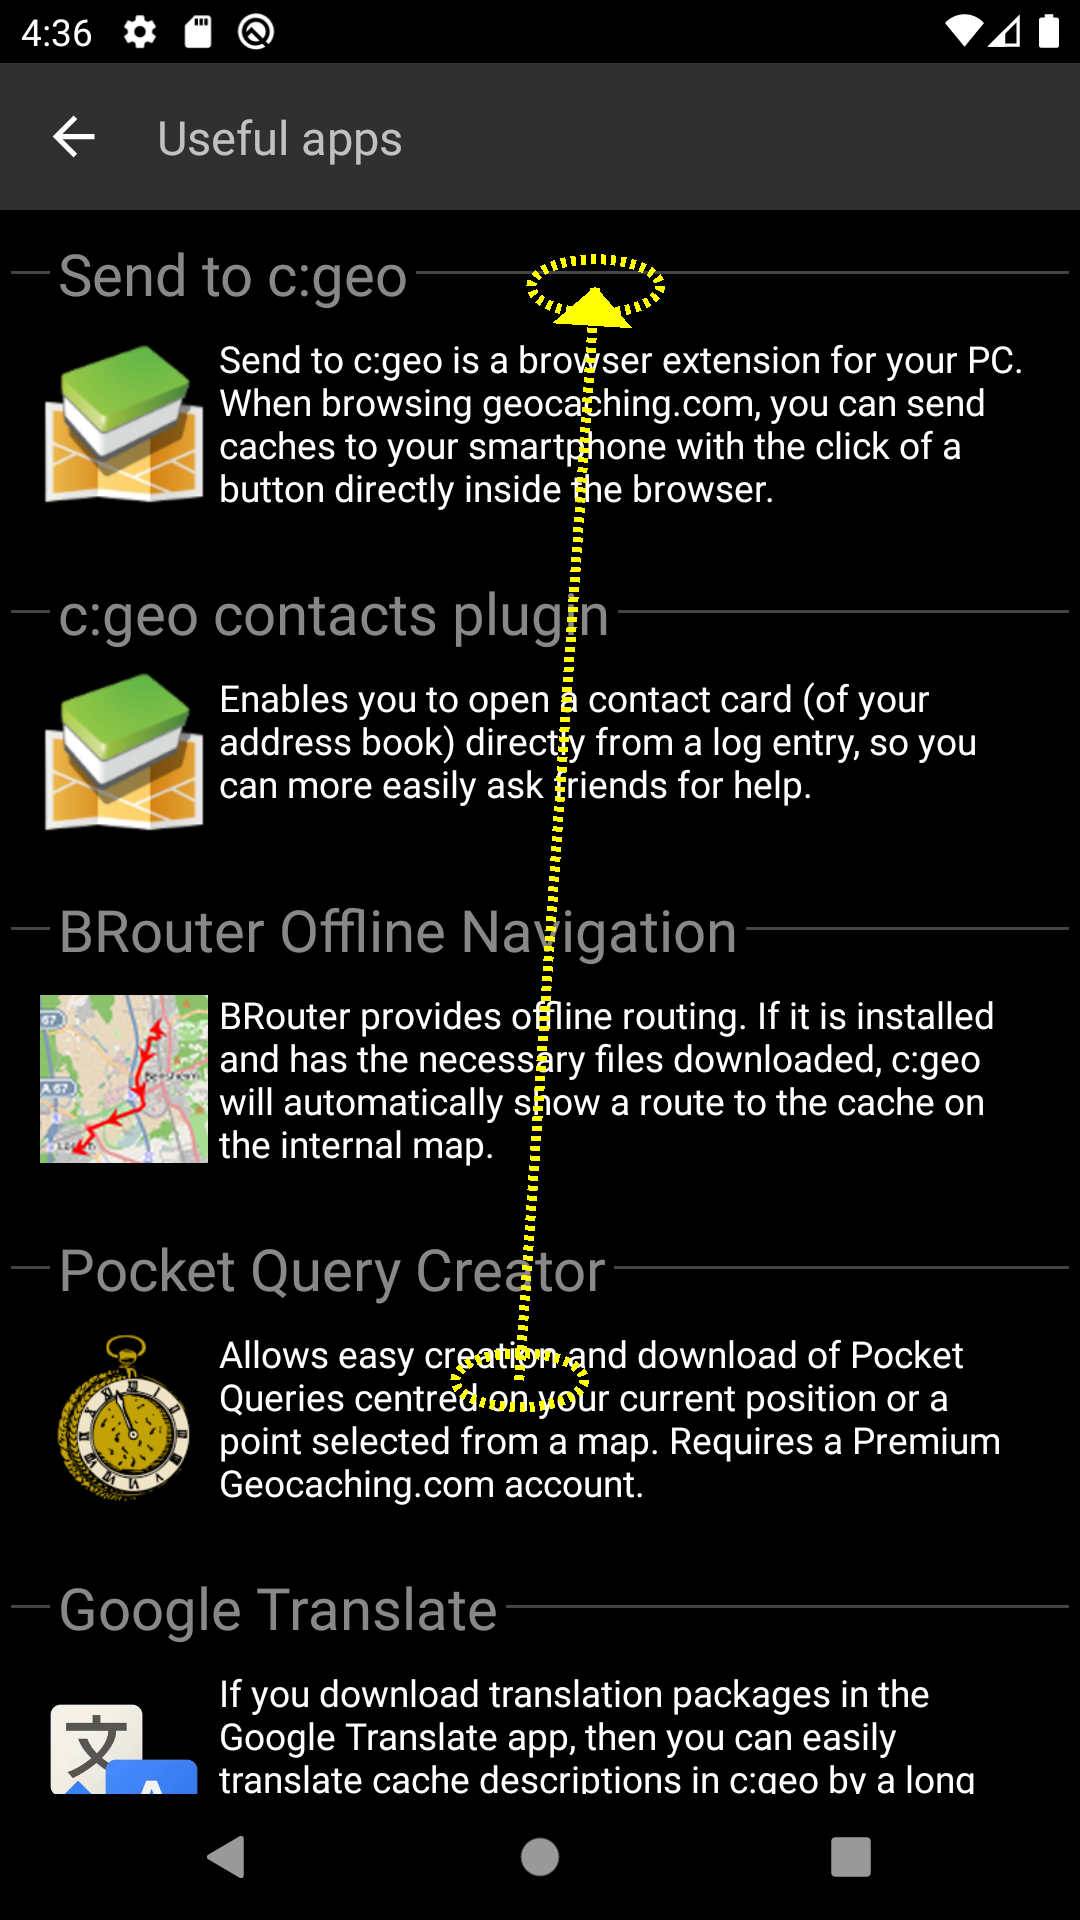 4:36
Useful apps
Send to c:geo
Send to c:geo is a browser extension for your PC.
When browsing geocaching.com, you can send
caches to your smartphone with the click of a
button directly inside the browser.
c:geo contacts plugin
Enables you to open a contact card (of your
address book) directly from a log entry, so you
can more easily ask friends for help.
BRouter Offline Navigation
BRouter provides offline routing. If it is installed
and has the necessary files downloaded, c:geo
will automatically show a route to the cache on
the internal map.
Pocket Query Creator
Allows easy creation and download of Pocket
Queries centred on your current position or a
point selected from a map. Requires a Premium
Geocaching.com account.
Google Translate
If you download translation packages in the
Google Translate app, then you can easily
translate cache descriptions in c:geo by a long